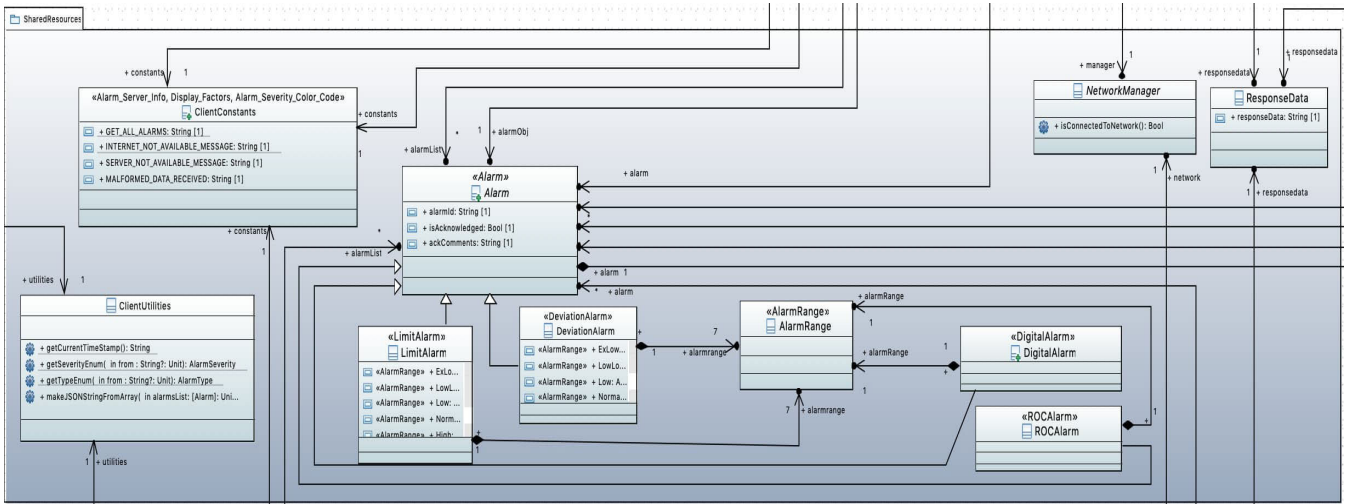 SharedResources
+ constants
1
«Alarm_Server_Info, Display_Factors, Alarm_Severity_Color_Code»
ClientConstants
+ GET_ALL_ALARMS: String [1]
+ INTERNET_NOT_AVAILABLE_MESSAGE: String [1]
+ SERVER_NOT_AVAILABLE_MESSAGE: String [1]
+ MALFORMED_DATA_RECEIVED: String [1]
+ constants
1
+ constants
1
*
+ alarmList
1
+ alarmObj
«Alarm»
Alarm
+ alarmId: String [1]
+ isAcknowledged: Bool [1]
+ ackComments: String [1]
+ alarm
*
*
+ alarmList
+ alarm 1
* + alarm
+ manager
1
NetworkManager
+ isConnectedToNetwork(): Bool
1
+ network
1
+ responsedata
+ responsedata
1
ResponseData
+ responseData: String [1]
1
+ responsedata
+ utilities
1
ClientUtilities
+ getCurrentTimeStamp(): String
+ getSeverityEnum( in from : String?: Unit): AlarmSeverity
+ getTypeEnum( in from : String?: Unit): AlarmType
+ makeJSONStringFromArray( in alarmsList: [Alarm]: Uni...
1
+ utilities
«LimitAlarm»
LimitAlarm
«AlarmRange» + ExLo...
«AlarmRange» + LowL...
«AlarmRange» + Low: ...
«AlarmRange» + Norm...
«AlarmRange» + High:
+
1
«DeviationAlarm»
DeviationAlarm
«AlarmRange» + ExLow...
«AlarmRange» + LowLo...
«AlarmRange» + Low: A...
«AlarmRange» + Norma...
+
1
7
+ alarmrange
«AlarmRange»
AlarmRange
+ alarmRange
1
+ alarmRange
1
7
+ alarmrange
«DigitalAlarm»
DigitalAlarm
1
+
«ROCAlarm»
ROCAlarm
1
+